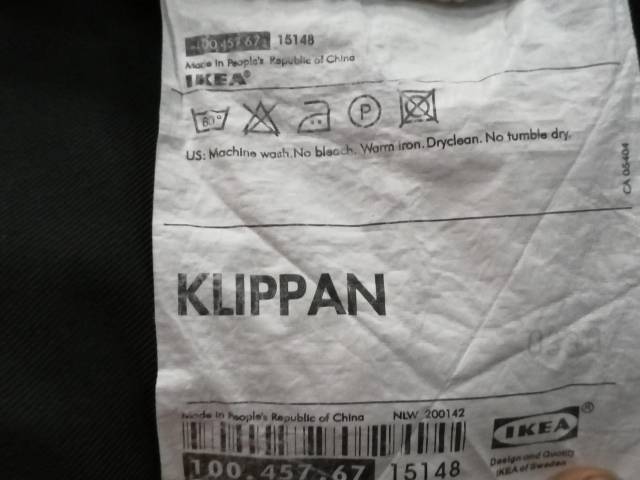 100.457.67 15148
Made in People's Republic of China
IKEA®
60° P
US: Machine wash. No bleach. Warm iron. Dryclean. No tumble dry.
CA 05404
KLIPPAN
Made in People's Republic of China NLW 200142
IKEA®
100.457.67 15148
Design and Quality
IKEA of Sweden